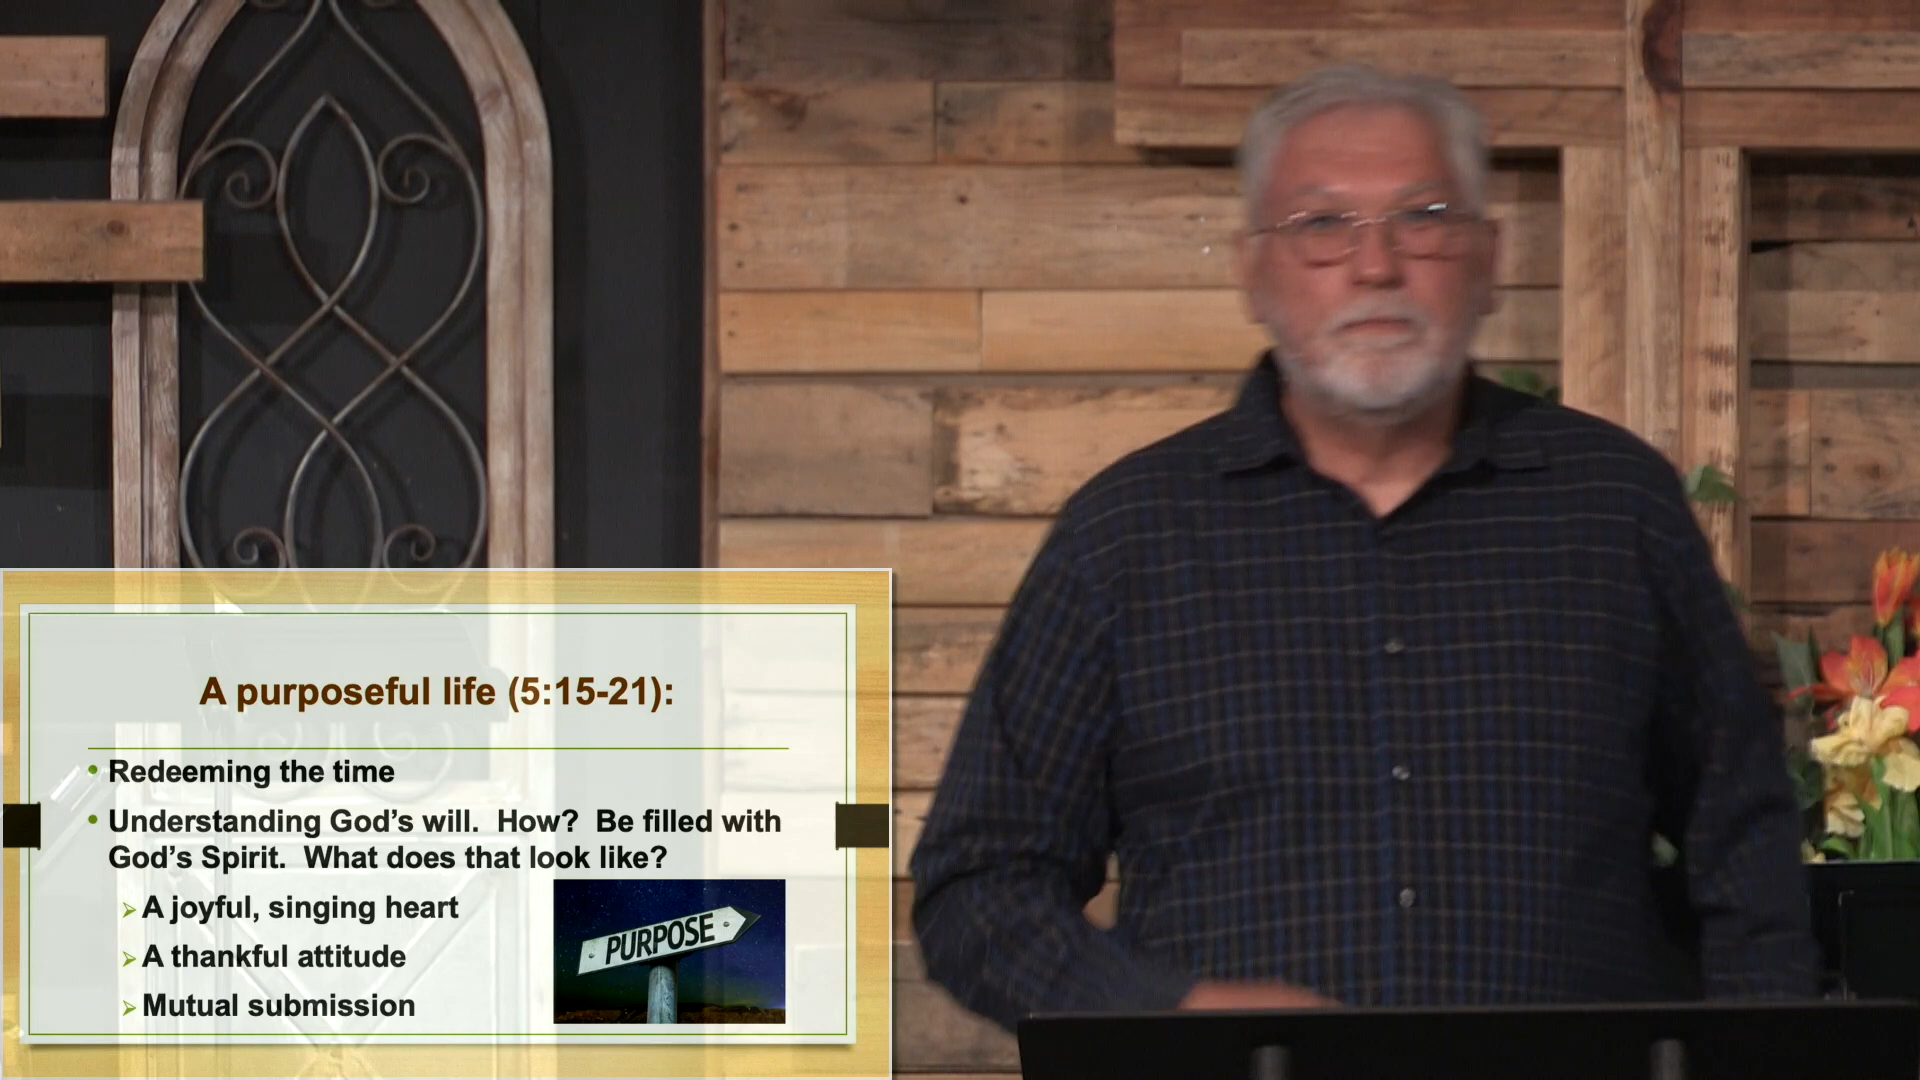 A purposeful life (5:15-21):
• Redeeming the time
• Understanding God's will.  How?  Be filled with
God's Spirit.  What does that look like?
➢ A joyful, singing heart
➢ A thankful attitude
➢ Mutual submission
PURPOSE